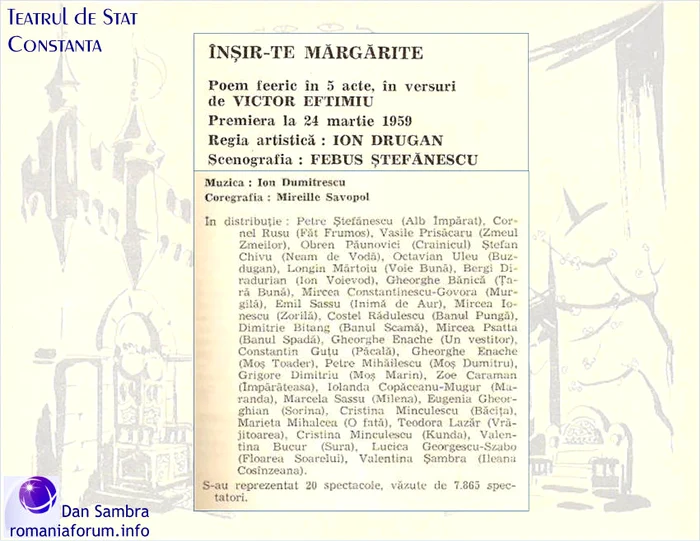 Teatrul de Stat
Constanta
ÎNȘIR-TE MĂRGĂRITE
Poem feeric în 5 acte, în versuri
de VICTOR EFTIMIU
Premiera la 24 martie 1959
Regia artistică : ION DRUGAN
Scenografia : FEBUS ȘTEFĂNESCU
Muzica : Ion Dumitrescu
Coregrafia : Mireille Savopol
În distribuție : Petre Ștefănescu (Alb Împărat), Cor-
nel Rusu (Făt Frumos), Vasile Prisăcaru (Zmeul
Zmeilor), Obren Păunovici (Crainicul) Ștefan
Chivu (Neam de Vodă), Octavian Uleu (Buz-
dugan), Longin Mărtoiu (Voie Bună), Bergi Di-
radurian (Ion Voievod), Gheorghe Bănică (Ța-
ră Bună), Mircea Constantinescu-Govora (Mur-
gilă), Emil Sassu (Inimă de Aur), Mircea Io-
nescu (Zorilă), Costel Rădulescu (Banul Pungă),
Dimitrie Bitang (Banul Scamă), Mircea Psatta
(Banul Spadă), Gheorghe Enache (Un vestitor),
Constantin Guțu (Păcală), Gheorghe Enache
(Moș Toader), Petre Mihăilescu (Moș Dumitru),
Grigore Dimitriu (Moș Marin), Zoe Caraman
(Împărăteasa), Iolanda Copăceanu-Mugur (Ma-
randa), Marcela Sassu (Milena), Eugenia Gheor-
ghian (Sorina), Cristina Minculescu (Băcița),
Marieta Mihalcea (O fată), Teodora Lazăr (Vră-
jitoarea), Cristina Minculescu (Kunda), Valen-
tina Bucur (Sura), Lucica Georgescu-Szabo
(Floarea Soarelui), Valentina Șambra (Ileana
Cosînzeana).
S-au reprezentat 20 spectacole, văzute de 7.865 spec-
tatori.
Dan Sambra
romaniaforum.info